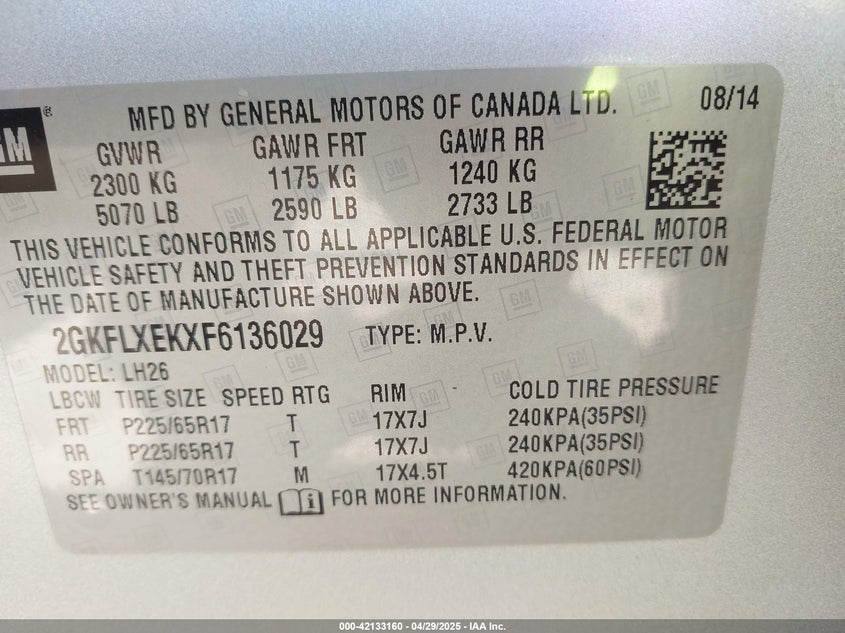 GM ®
MFD BY GENERAL MOTORS OF CANADA LTD. 08/14
GVWR GAWR FRT GAWR RR
2300 KG 1175 KG 1240 KG
5070 LB 2590 LB 2733 LB
THIS VEHICLE CONFORMS TO ALL APPLICABLE U.S. FEDERAL MOTOR
VEHICLE SAFETY AND THEFT PREVENTION STANDARDS IN EFFECT ON
THE DATE OF MANUFACTURE SHOWN ABOVE.
2GKFLXEKXF6136029 TYPE: M.P.V.
MODEL: LH26
LBCW TIRE SIZE SPEED RTG RIM COLD TIRE PRESSURE
FRT P225/65R17 T 17X7J 240KPA(35PSI)
RR P225/65R17 T 17X7J 240KPA(35PSI)
SPA T145/70R17 M 17X4.5T 420KPA(60PSI)
SEE OWNER'S MANUAL i FOR MORE INFORMATION.
000-42133160 - 04/29/2025 - IAA Inc.